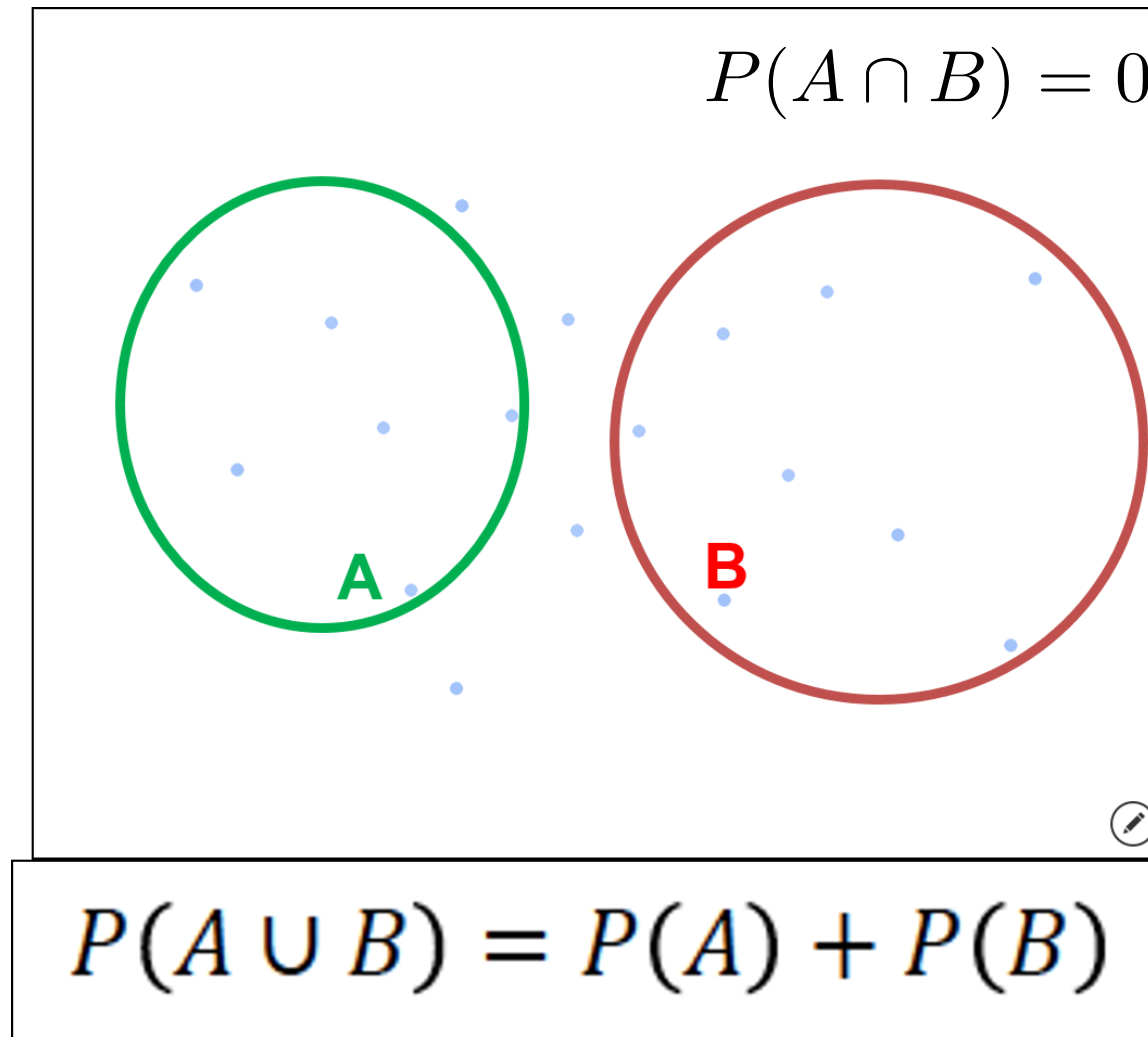 P(A ∩ B) = 0
A
B
P(A ∪ B) = P(A) + P(B)